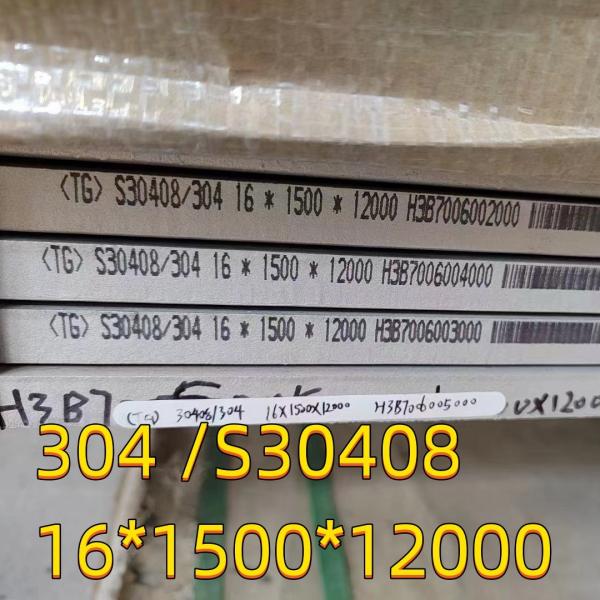 <TG> S30408/304 16 * 1500 * 12000 H3B7006002000
<TG> S30408/304 16 * 1500 * 12000 H3B7006004000
<TG> S30408/304 16 * 1500 * 12000 H3B7006003000
H3B7
(TG) 30408/304 16X1500X12000 H3B7006005000
0X1200
304 /S30408
16*1500*12000